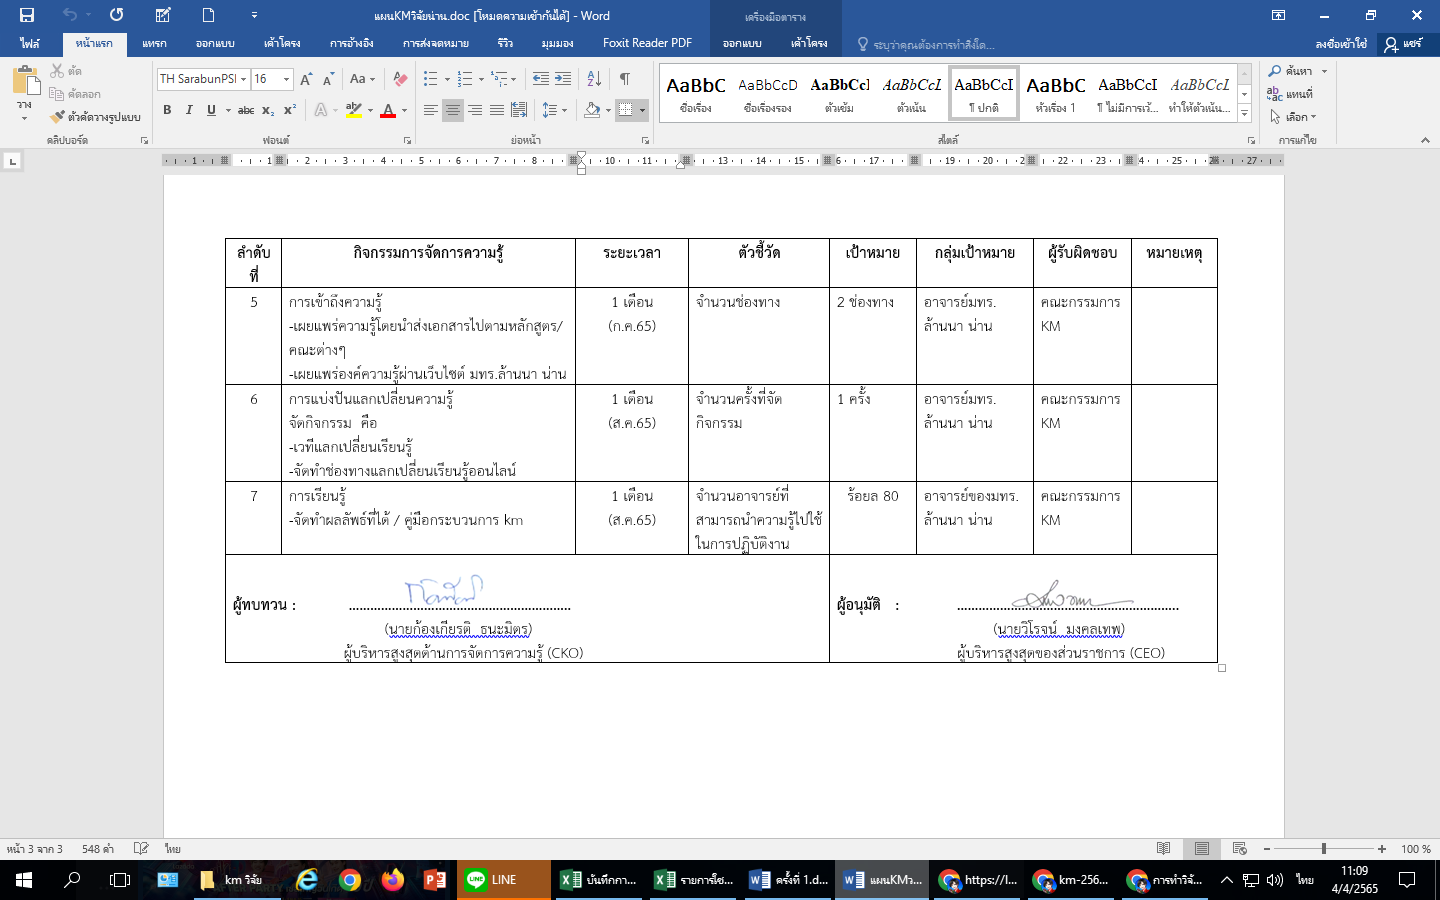 แผนKMวิจัยน่าน.doc [โหมดความเข้ากันได้] - Word
เครื่องมือตาราง
ไฟล์ หน้าแรก แทรก ออกแบบ เค้าโครง การอ้างอิง การส่งจดหมาย รีวิว มุมมอง Foxit Reader PDF ออกแบบ เค้าโครง ระบุว่าคุณต้องการทำสิ่งใด... ลงชื่อเข้าใช้ แชร์
วาง
ตัด
คัดลอก
ตัวคัดวางรูปแบบ
คลิปบอร์ด
TH SarabunPSI 16
ฟอนต์
ย่อหน้า
AaBbC AaBbCcD AaBbCcI AaBbCcL AaBbCcI AaBbC AaBbCcI AaBbCcL
ชื่อเรื่อง ชื่อเรื่องรอง ตัวเข้ม ตัวเน้น ¶ ปกติ หัวเรื่อง 1 ¶ ไม่มีการเว้... ทำให้ตัวเน้น...
สไตล์
ค้นหา
แทนที่
เลือก
การแก้ไข
ลำดับที่ กิจกรรมการจัดการความรู้ ระยะเวลา ตัวชี้วัด เป้าหมาย กลุ่มเป้าหมาย ผู้รับผิดชอบ หมายเหตุ
5 การเข้าถึงความรู้ 1 เดือน จำนวนช่องทาง 2 ช่องทาง อาจารย์มทร. คณะกรรมการ
-เผยแพร่ความรู้โดยนำส่งเอกสารไปตามหลักสูตร/ (ก.ค.65) ล้านนา น่าน KM
คณะต่างๆ
-เผยแพร่องค์ความรู้ผ่านเว็บไซต์ มทร.ล้านนา น่าน
6 การแบ่งปันแลกเปลี่ยนความรู้ 1 เดือน จำนวนครั้งที่จัด 1 ครั้ง อาจารย์มทร. คณะกรรมการ
จัดกิจกรรม คือ (ส.ค.65) กิจกรรม ล้านนา น่าน KM
-เวทีแลกเปลี่ยนเรียนรู้
-จัดทำช่องทางแลกเปลี่ยนเรียนรู้ออนไลน์
7 การเรียนรู้ 1 เดือน จำนวนอาจารย์ที่ ร้อยล 80 อาจารย์ของมทร. คณะกรรมการ
-จัดทำผลลัพธ์ที่ได้ / คู่มือกระบวนการ km (ส.ค.65) สามารถนำความรู้ไปใช้ ล้านนา น่าน KM
ในการปฏิบัติงาน
ผู้ทบทวน : .............................................................. ผู้อนุมัติ : ..............................................................
(นายก้องเกียรติ ธนะมิตร) (นายวิโรจน์ มงคลเทพ)
ผู้บริหารสูงสุดด้านการจัดการความรู้ (CKO) ผู้บริหารสูงสุดของส่วนราชการ (CEO)
หน้า 3 จาก 3 548 คำ ไทย 100 %
km วิจัย LINE บันทึกกา... รายการโช... ครั้งที่ 1.d... แผนKMว... https://l... km-256... การทำวิจั... ไทย 11:09
4/4/2565